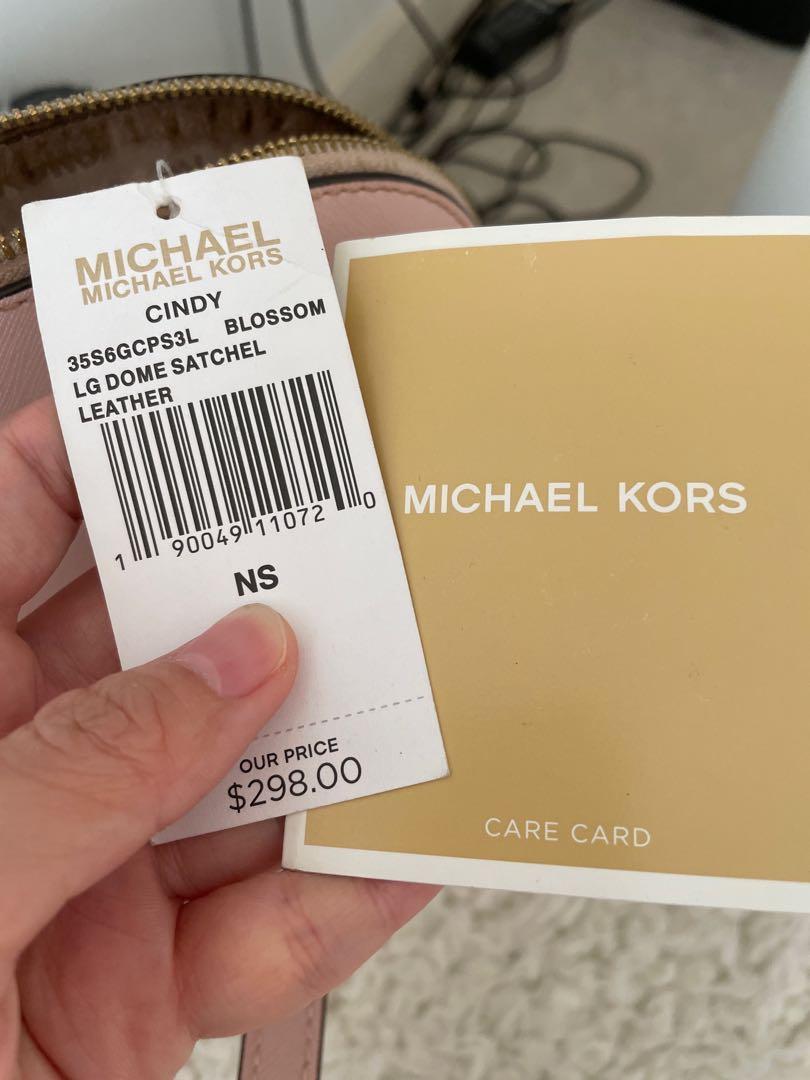 MICHAEL
MICHAEL KORS
CINDY
35S6GCPS3L BLOSSOM
LG DOME SATCHEL
LEATHER
1 90049 11072 0
NS
OUR PRICE
$298.00
MICHAEL KORS
CARE CARD